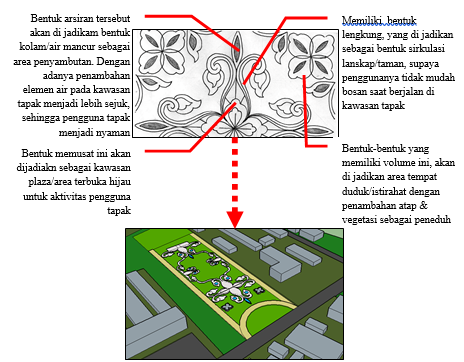 Bentuk arsiran tersebut
akan di jadikam bentuk
kolam/air mancur sebagai
area penyambutan. Dengan
adanya penambahan
elemen air pada kawasan
tapak menjadi lebih sejuk,
sehingga pengguna tapak
menjadi nyaman
Bentuk memusat ini akan
dijadiakn sebagai kawasan
plaza/area terbuka hijau
untuk aktivitas pengguna
tapak
Memiliki, bentuk
lengkung, yang di jadikan
sebagai bentuk sirkulasi
lanskap/taman, supaya
penggunanya tidak mudah
bosan saat berjalan di
kawasan tapak
Bentuk-bentuk yang
memiliki volume ini, akan
di jadikan area tempat
duduk/istirahat dengan
penambahan atap &
vegetasi sebagai peneduh